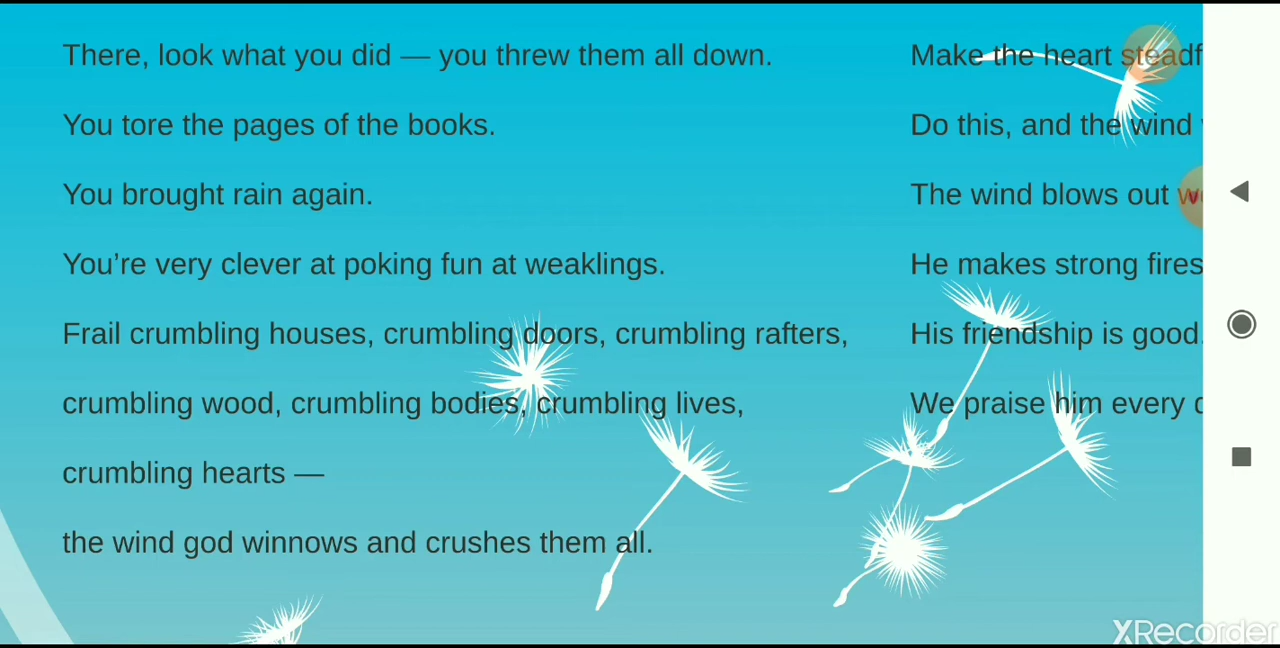 There, look what you did — you threw them all down.
You tore the pages of the books.
You brought rain again.
You’re very clever at poking fun at weaklings.
Frail crumbling houses, crumbling doors, crumbling rafters,
crumbling wood, crumbling bodies, crumbling lives,
crumbling hearts —
the wind god winnows and crushes them all.
Make the heart
Do this, and the wind
The wind blows out
He makes strong fires
His friendship is good.
We praise him every
XRecorder